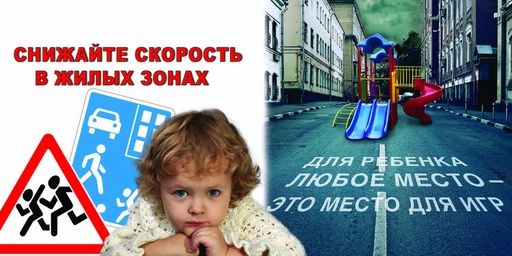 СНИЖАЙТЕ СКОРОСТЬ
В ЖИЛЫХ ЗОНАХ
ДЛЯ РЕБЕНКА
ЛЮБОЕ МЕСТО –
ЭТО МЕСТО ДЛЯ ИГР